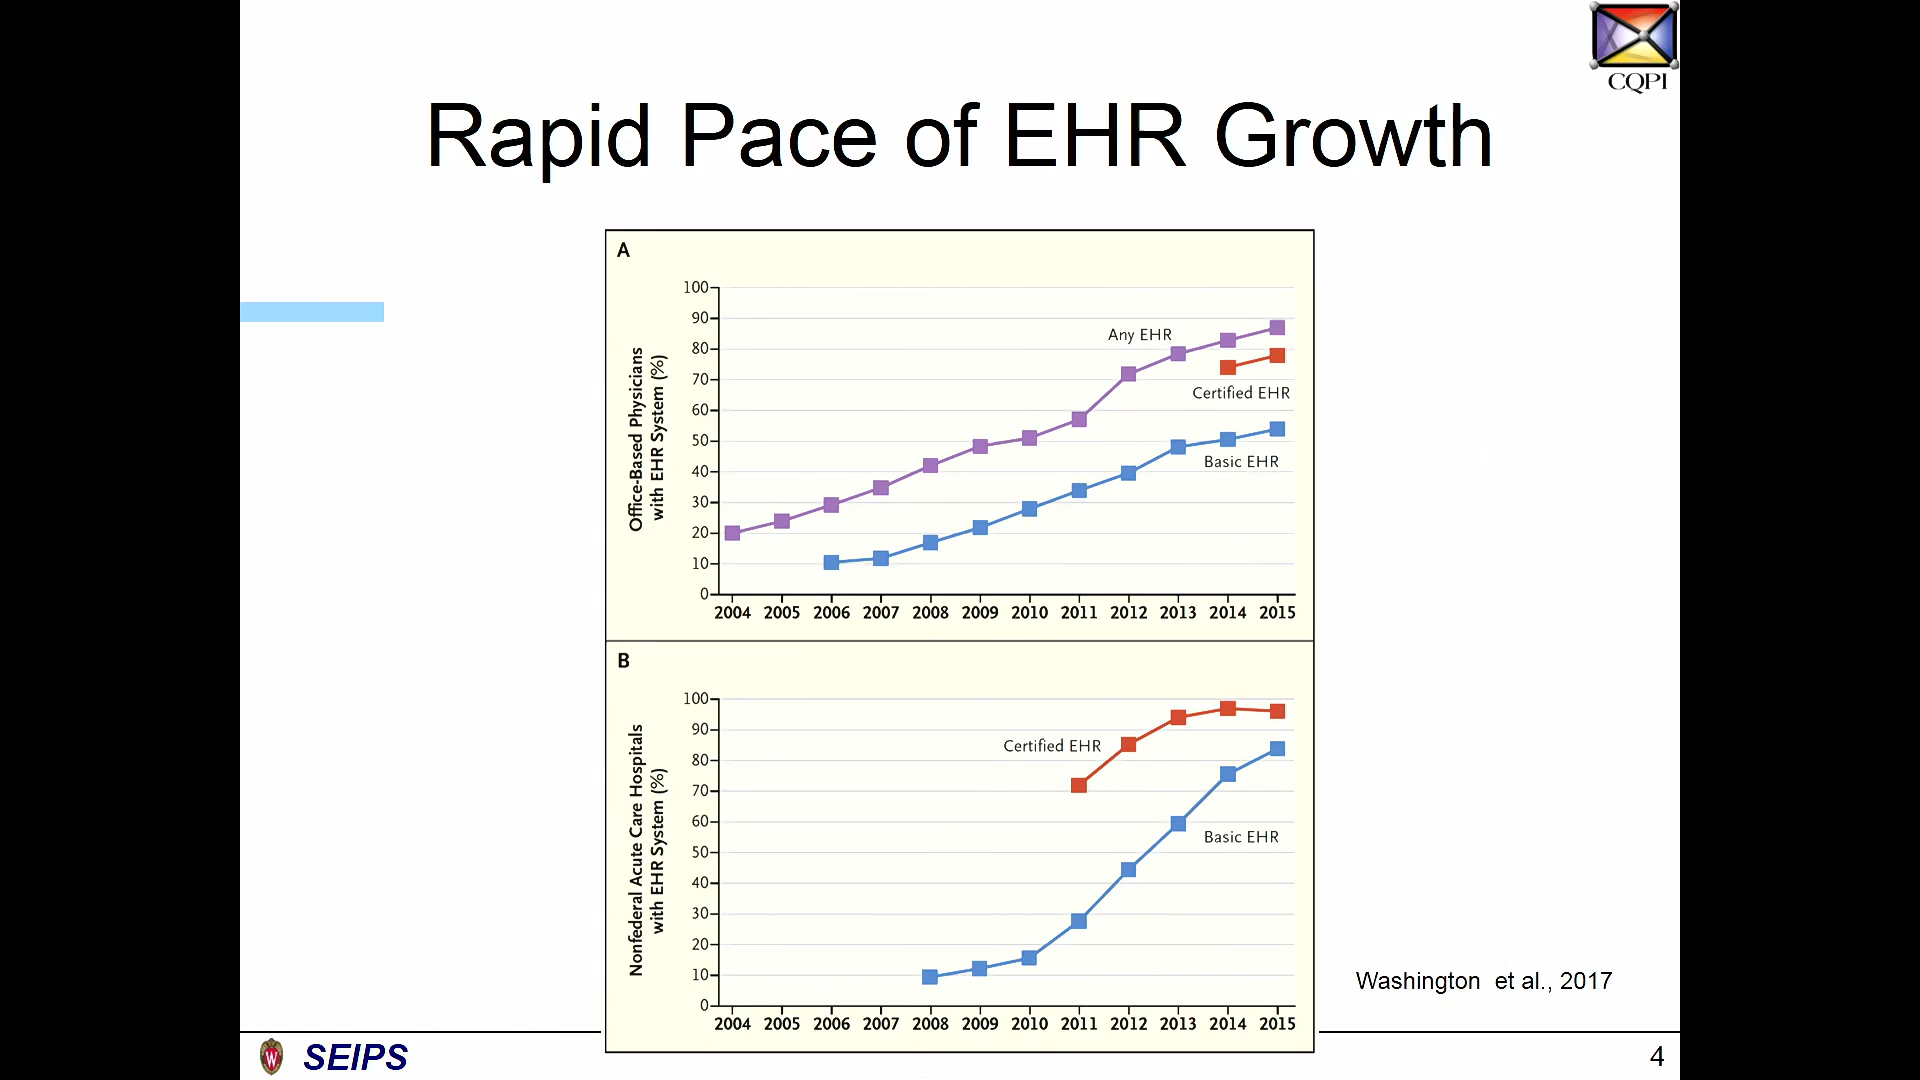 CQPI
Rapid Pace of EHR Growth
A
Office-Based Physicians
with EHR System (%)
100
90
80
70
60
50
40
30
20
10
0
Any EHR
Certified EHR
Basic EHR
2004 2005 2006 2007 2008 2009 2010 2011 2012 2013 2014 2015
B
Nonfederal Acute Care Hospitals
with EHR System (%)
100
90
80
70
60
50
40
30
20
10
0
Certified EHR
Basic EHR
2004 2005 2006 2007 2008 2009 2010 2011 2012 2013 2014 2015
Washington et al., 2017
W
SEIPS
4